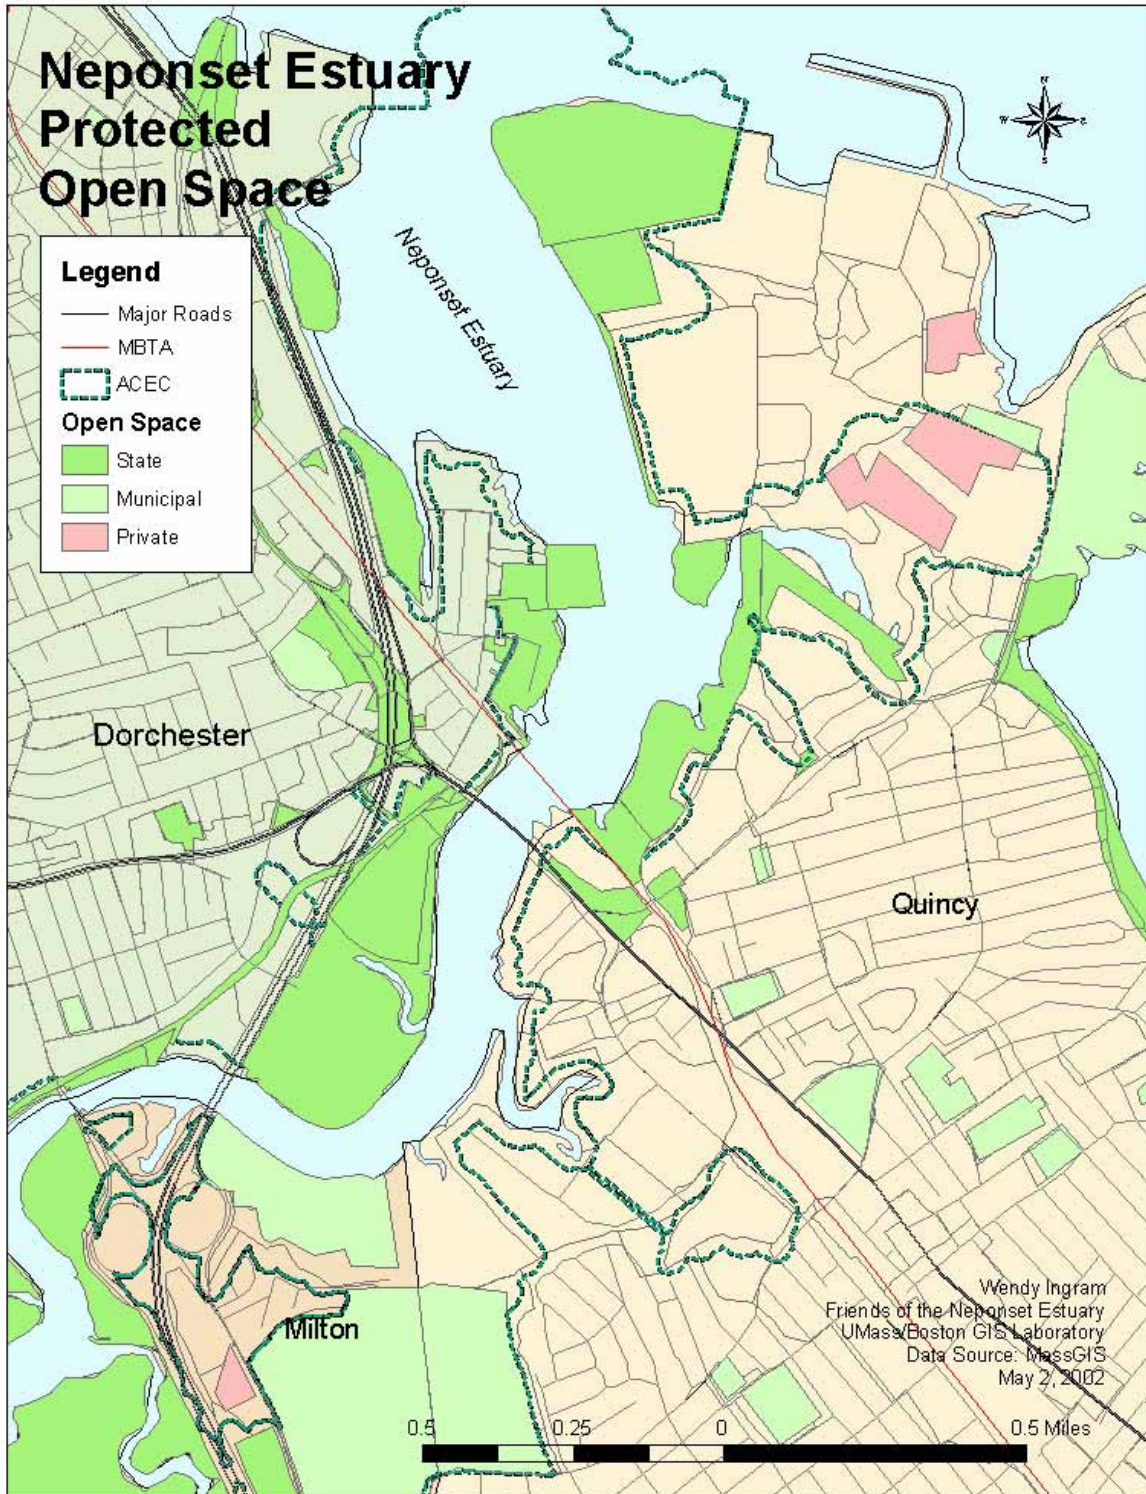 Neponset Estuary
Protected
Open Space
N
W
E
S
Neponset Estuary
Legend
Major Roads
MBTA
ACEC
Open Space
State
Municipal
Private
Dorchester
Quincy
Milton
Wendy Ingram
Friends of the Neponset Estuary
UMass/Boston GIS Laboratory
Data Source: MassGIS
May 2, 2002
0.5 0.25 0 0.5 Miles